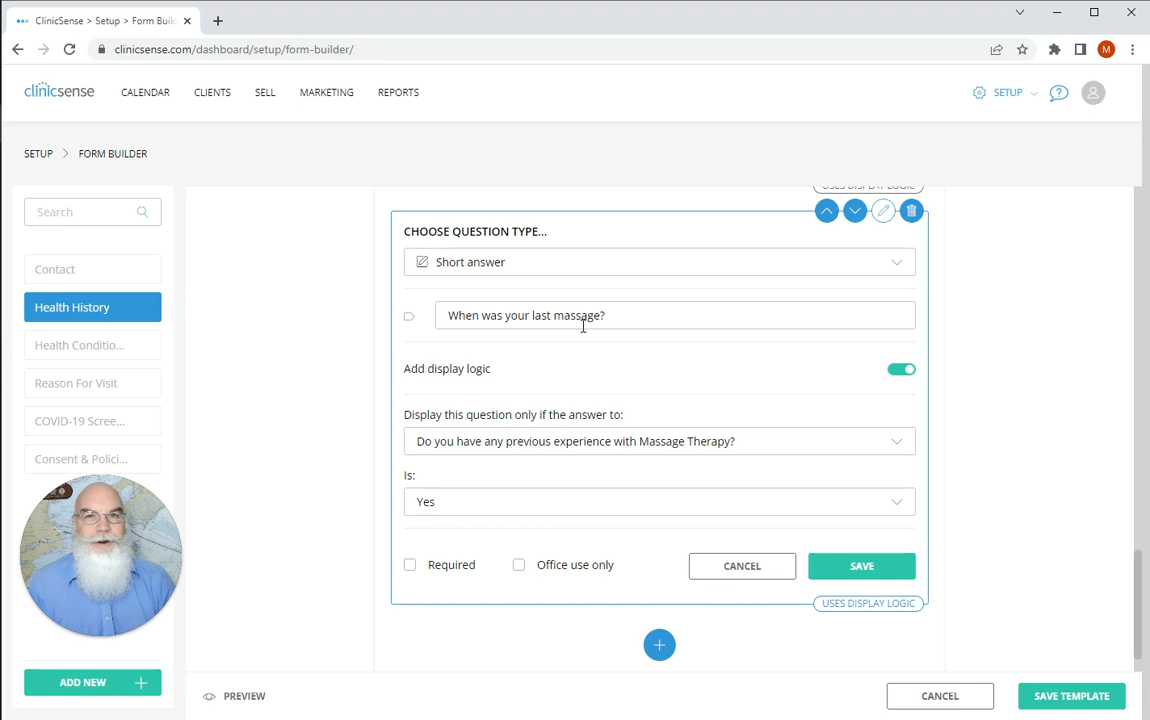 ClinicSense > Setup > Form Buil
clinicsense.com/dashboard/setup/form-builder/
M
clinicsense
CALENDAR
CLIENTS
SELL
MARKETING
REPORTS
SETUP
SETUP > FORM BUILDER
Search
Contact
Health History
Health Conditio...
Reason For Visit
COVID-19 Scree...
Consent & Polici...
ADD NEW
USES DISPLAY LOGIC
CHOOSE QUESTION TYPE...
Short answer
When was your last massage?
Add display logic
Display this question only if the answer to:
Do you have any previous experience with Massage Therapy?
Is:
Yes
Required
Office use only
CANCEL
SAVE
USES DISPLAY LOGIC
PREVIEW
CANCEL
SAVE TEMPLATE